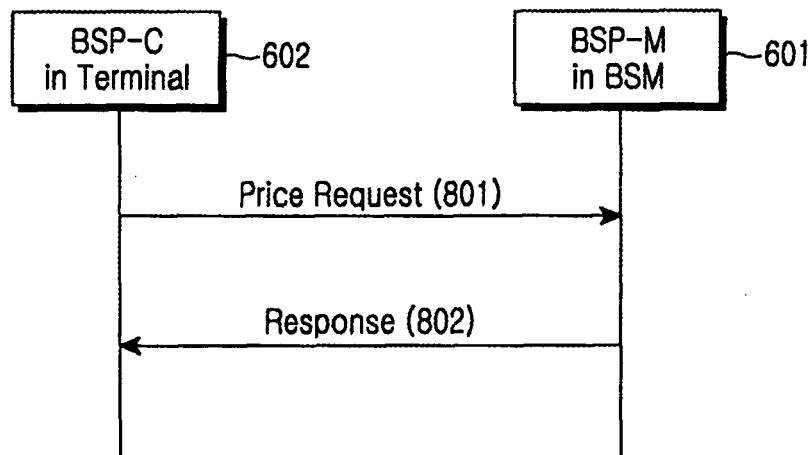 BSP-C
in Terminal
602
BSP-M
in BSM
601
Price Request (801)
Response (802)